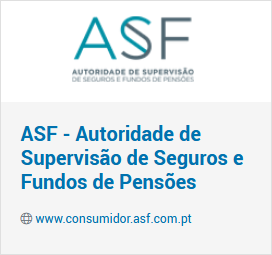 ASF
AUTORIDADE DE SUPERVISÃO
DE SEGUROS E FUNDOS DE PENSÕES
ASF - Autoridade de
Supervisão de Seguros e
Fundos de Pensões
www.consumidor.asf.com.pt